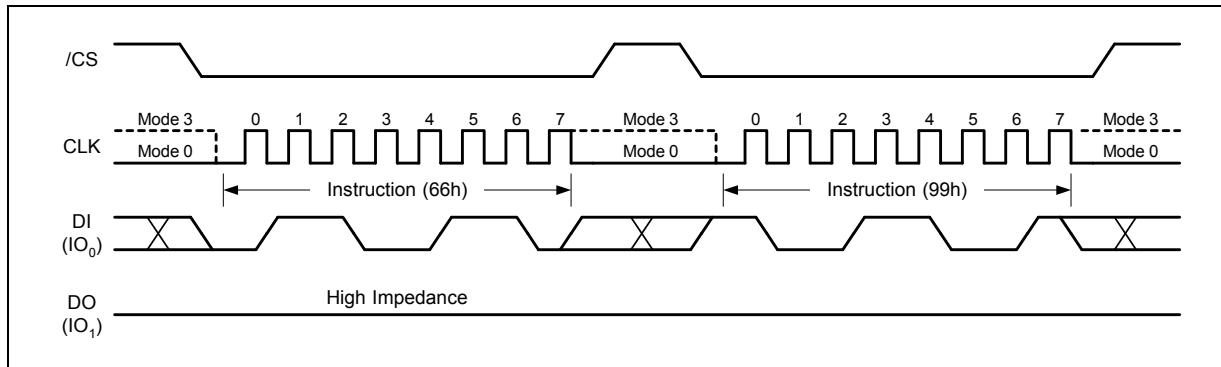 /CS
Mode 3 0 1 2 3 4 5 6 7 Mode 3 0 1 2 3 4 5 6 7 Mode 3
CLK
Mode 0 Mode 0 Mode 0
Instruction (66h) Instruction (99h)
DI
(IO0)
High Impedance
DO
(IO1)